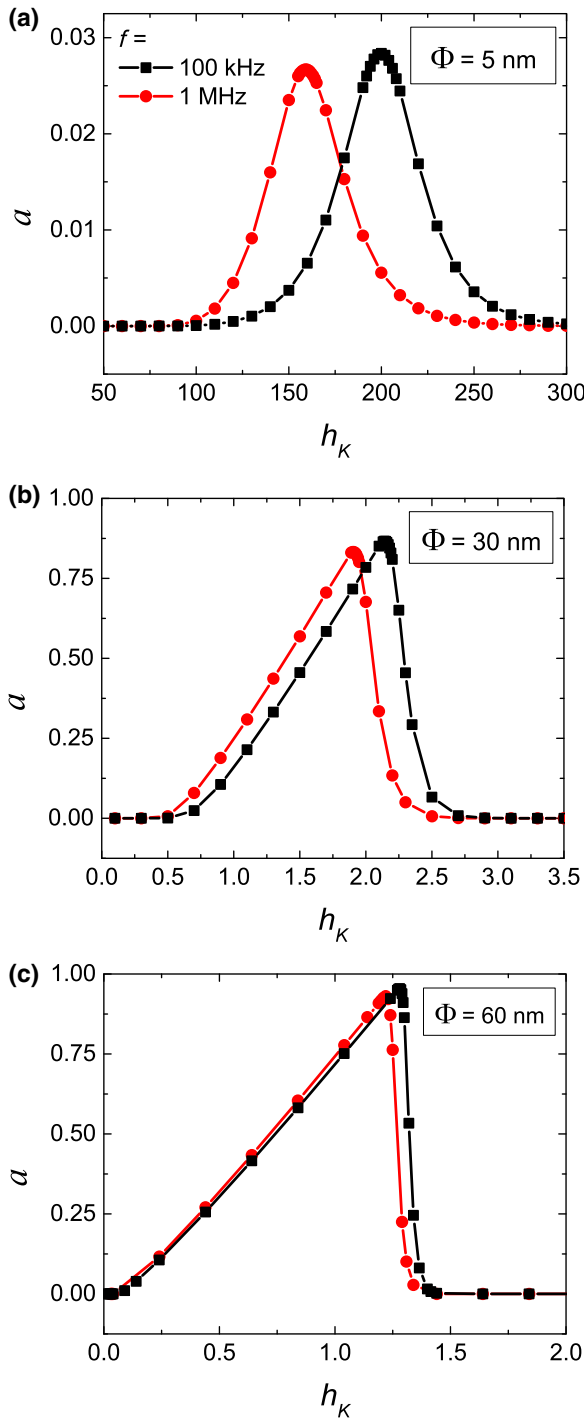 (a)
f =
100 kHz
1 MHz
Φ = 5 nm
0.03
0.02
0.01
0.00
a
50 100 150 200 250 300
h_K
(b)
Φ = 30 nm
1.00
0.75
0.50
0.25
0.00
a
0.0 0.5 1.0 1.5 2.0 2.5 3.0 3.5
h_K
(c)
Φ = 60 nm
1.00
0.75
0.50
0.25
0.00
a
0.0 0.5 1.0 1.5 2.0
h_K